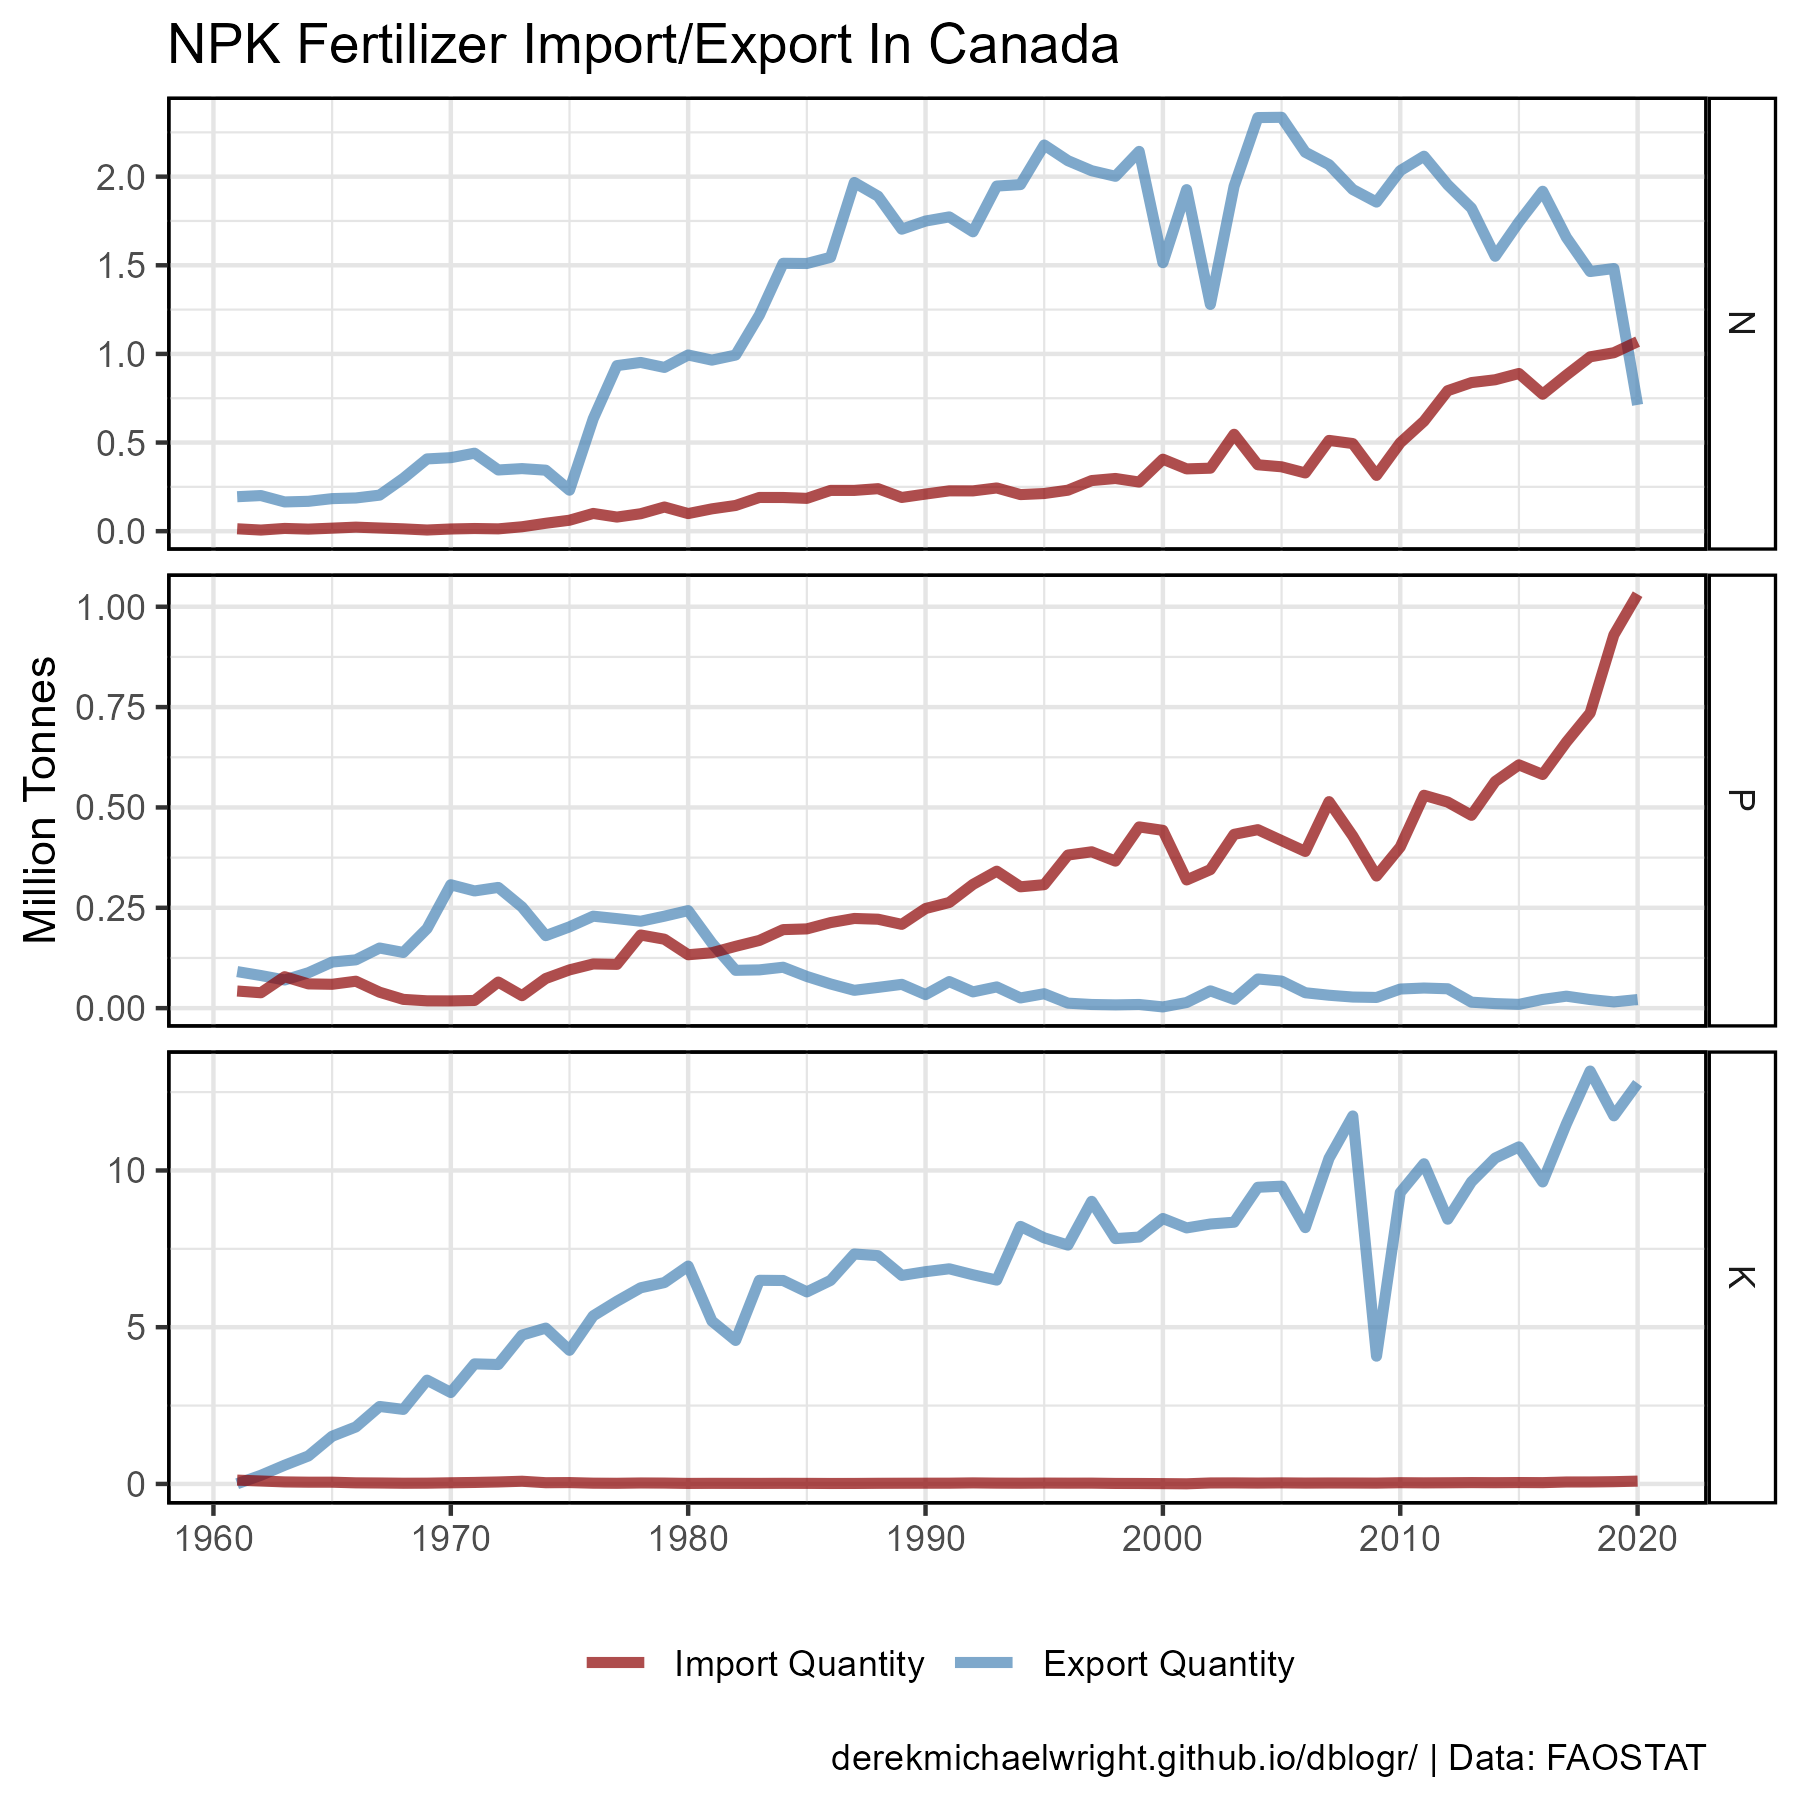 NPK Fertilizer Import/Export In Canada
Million Tonnes
2.0
1.5
1.0
0.5
0.0
N
1.00
0.75
0.50
0.25
0.00
P
10
5
0
K
1960 1970 1980 1990 2000 2010 2020
Import Quantity Export Quantity
derekmichaelwright.github.io/dblogr/ | Data: FAOSTAT